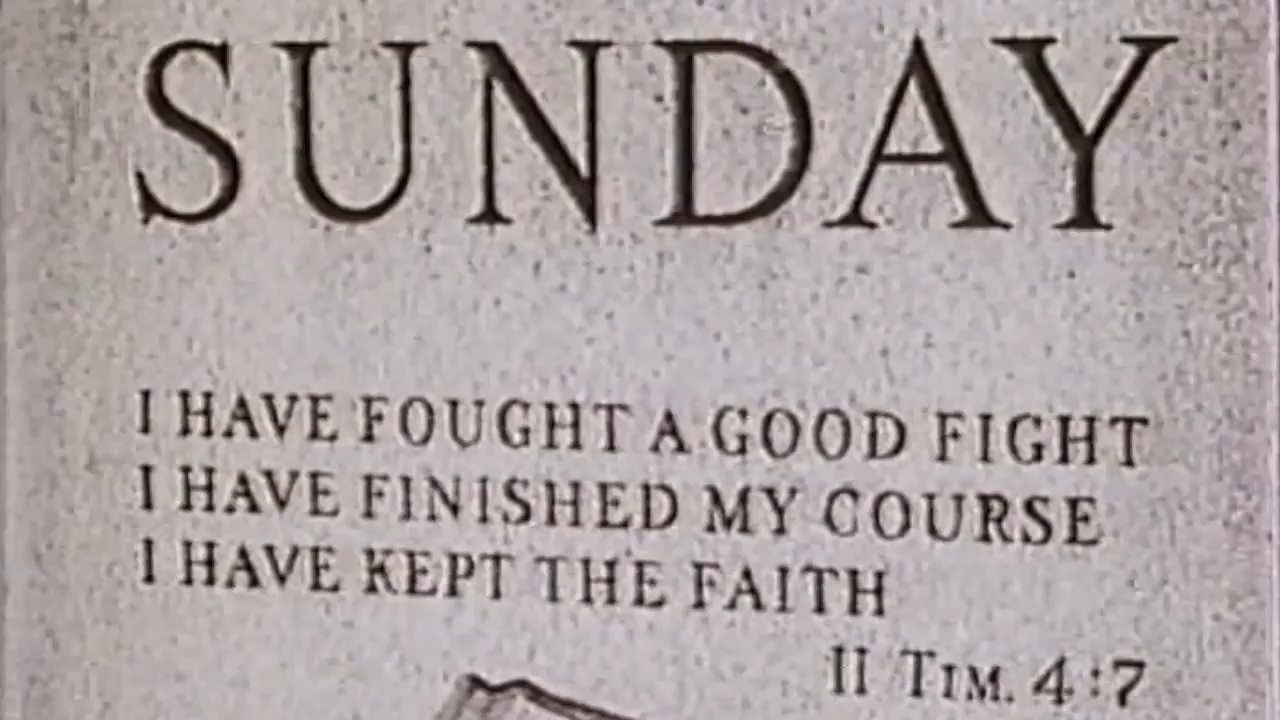 SUNDAY
I HAVE FOUGHT A GOOD FIGHT
I HAVE FINISHED MY COURSE
I HAVE KEPT THE FAITH
II TIM. 4:7